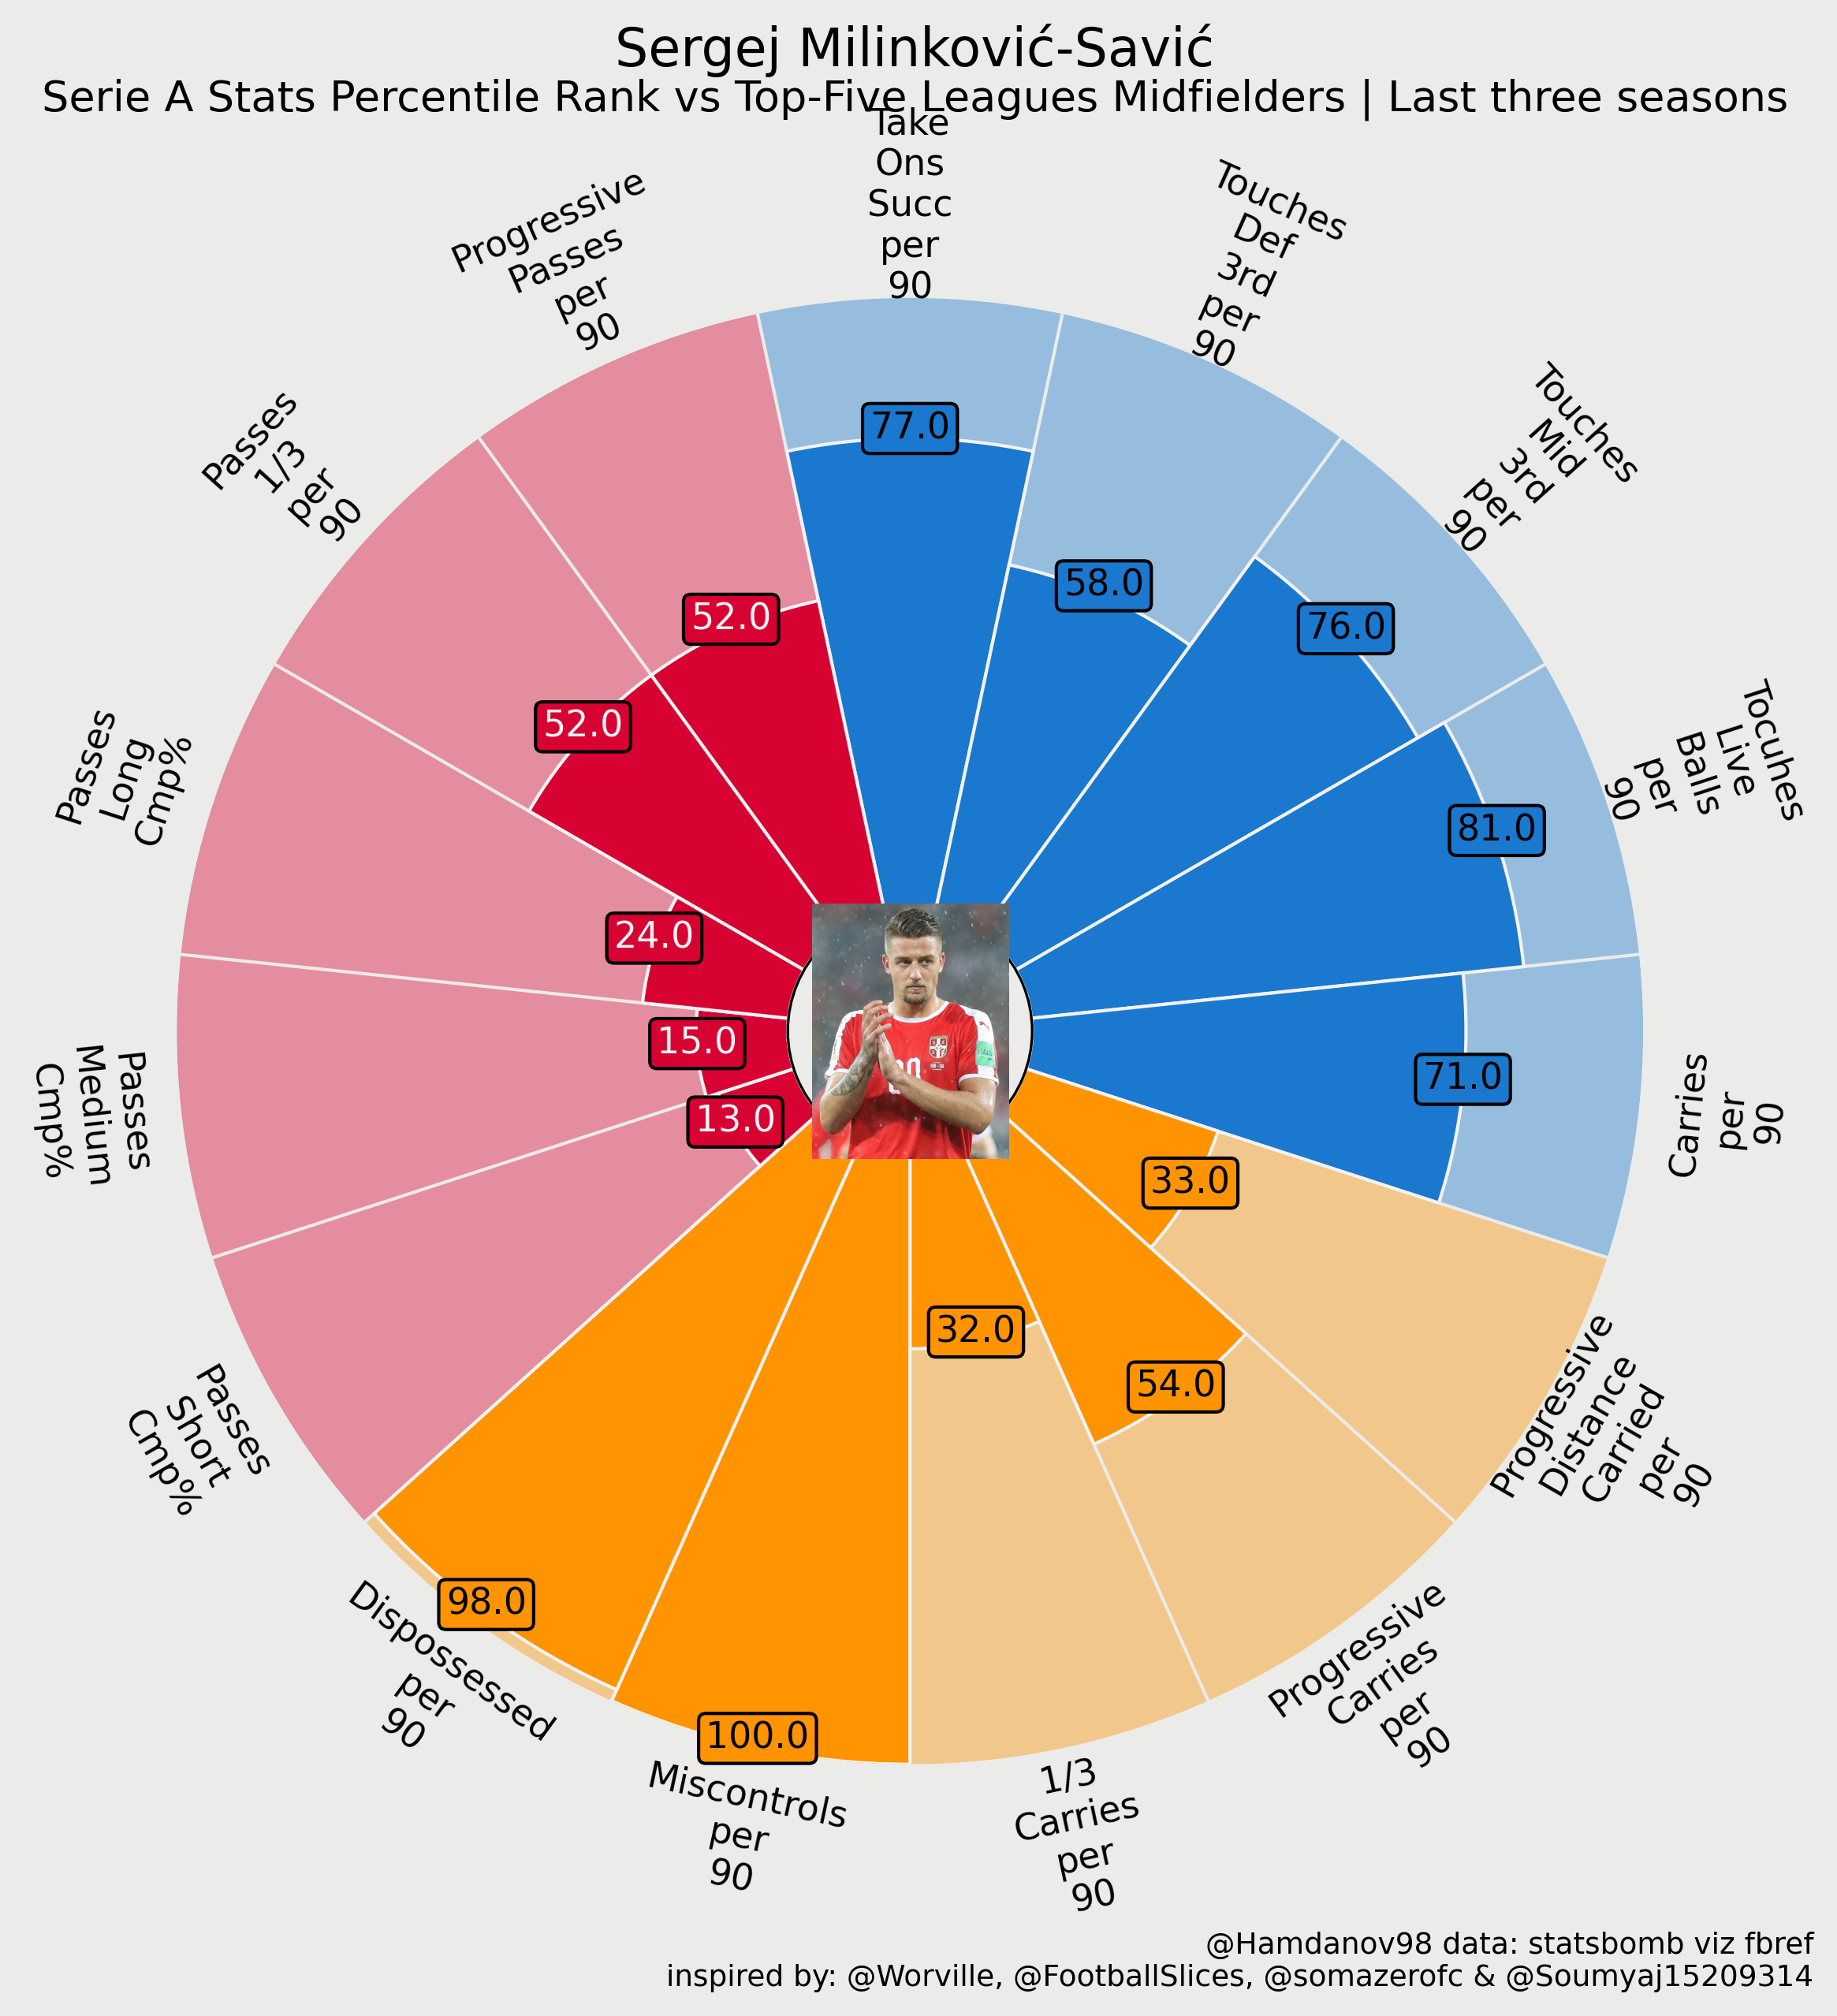 Sergej Milinković-Savić
Serie A Stats Percentile Rank vs Top-Five Leagues Midfielders | Last three seasons
Take
Ons
Succ
per
90
Touches
Def
3rd
per
90
Touches
Mid
3rd
per
90
Tocuhes
Live
Balls
per
90
Carries
per
90
Progressive
Distance
Carried
per
90
Progressive
Carries
per
90
1/3
Carries
per
90
Miscontrols
per
90
Dispossessed
per
90
Passes
Short
Cmp%
Passes
Medium
Cmp%
Passes
Long
Cmp%
Passes
1/3
per
90
Progressive
Passes
per
90
77.0
58.0
76.0
81.0
71.0
33.0
54.0
32.0
100.0
98.0
13.0
15.0
24.0
52.0
52.0
@Hamdanov98 data: statsbomb viz fbref
inspired by: @Worville, @FootballSlices, @somazerofc & @Soumyaj15209314